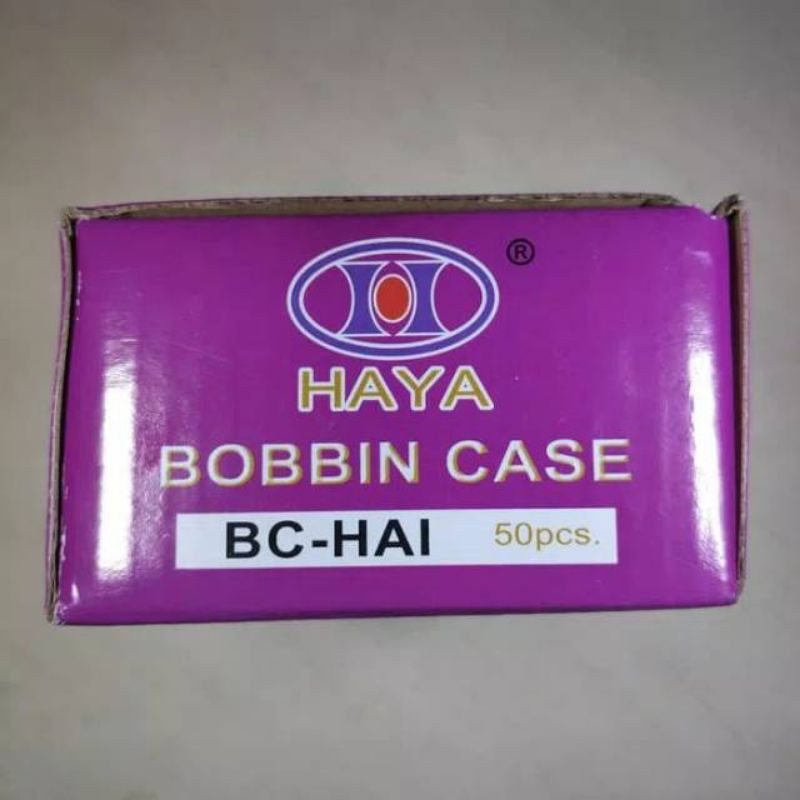 ®
HAYA
BOBBIN CASE
BC-HAI 50pcs.